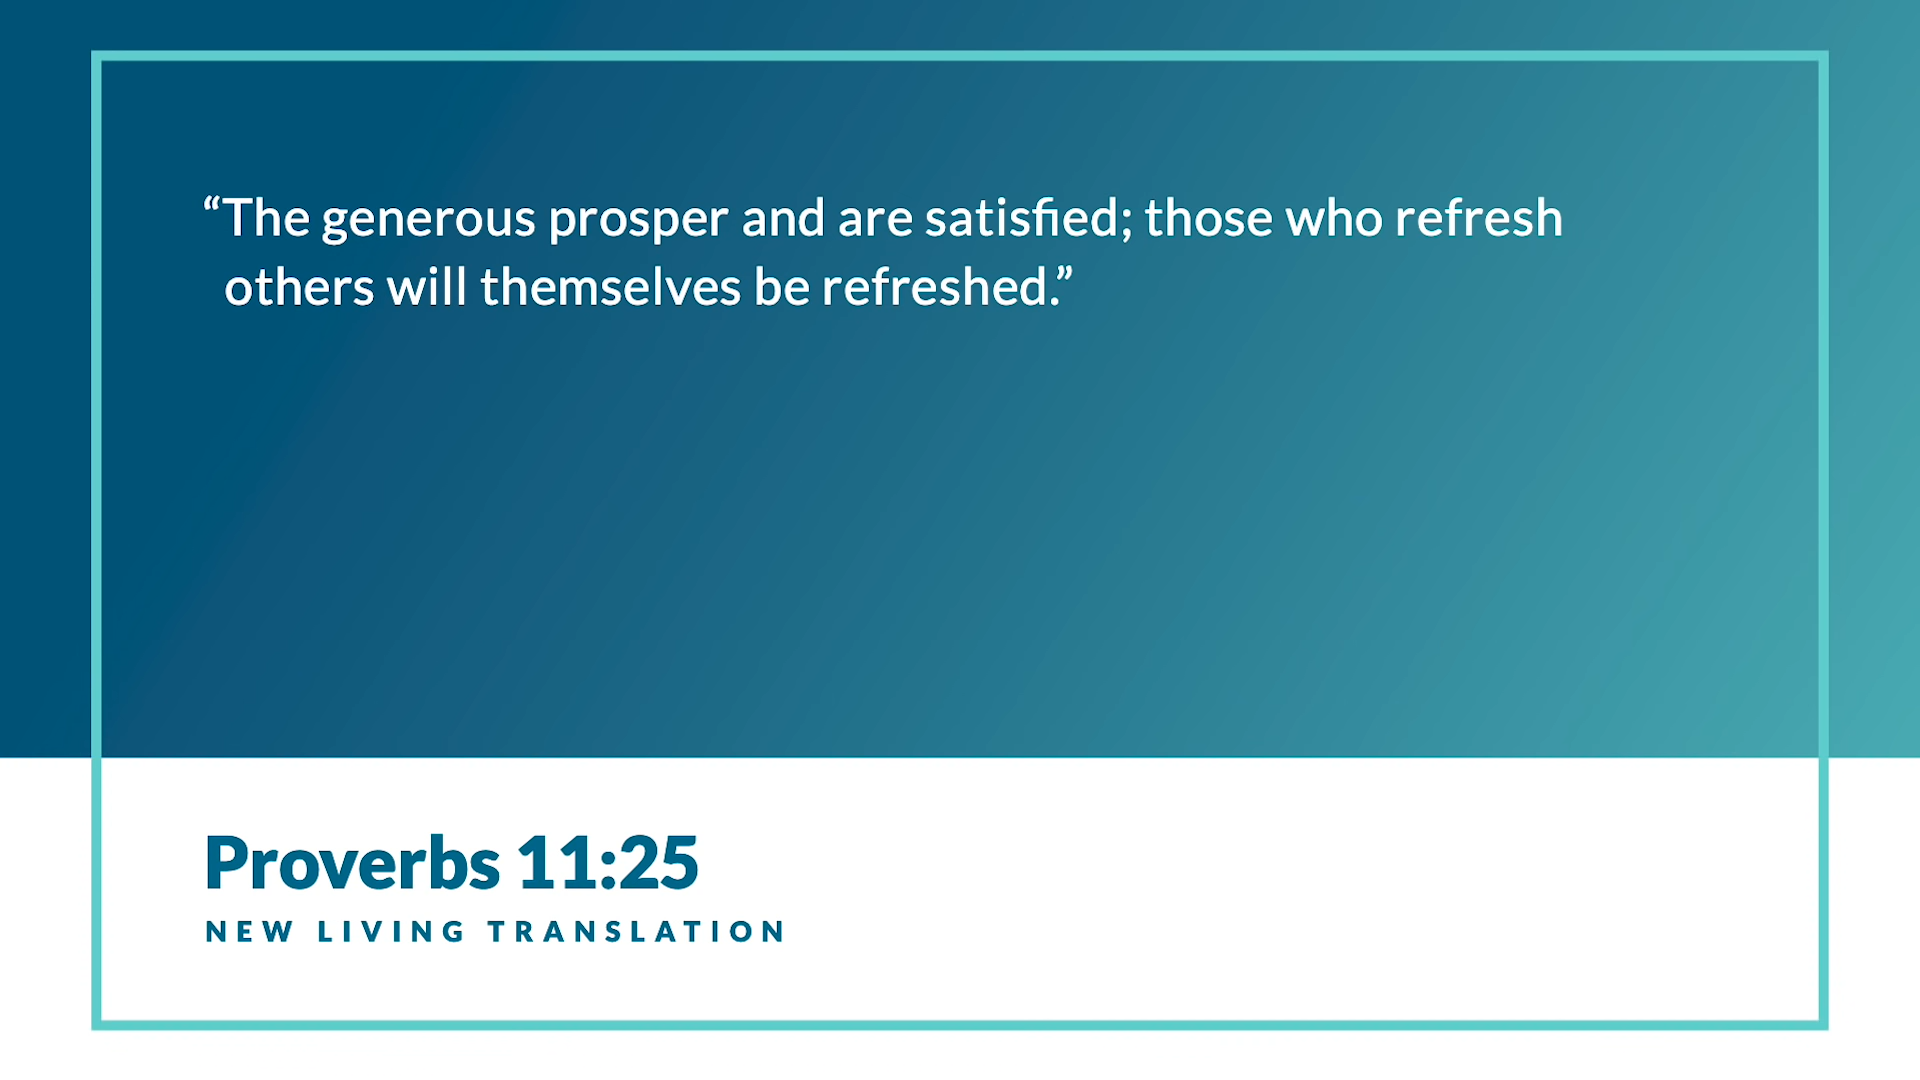 “The generous prosper and are satisfied; those who refresh
others will themselves be refreshed.”
Proverbs 11:25
NEW LIVING TRANSLATION